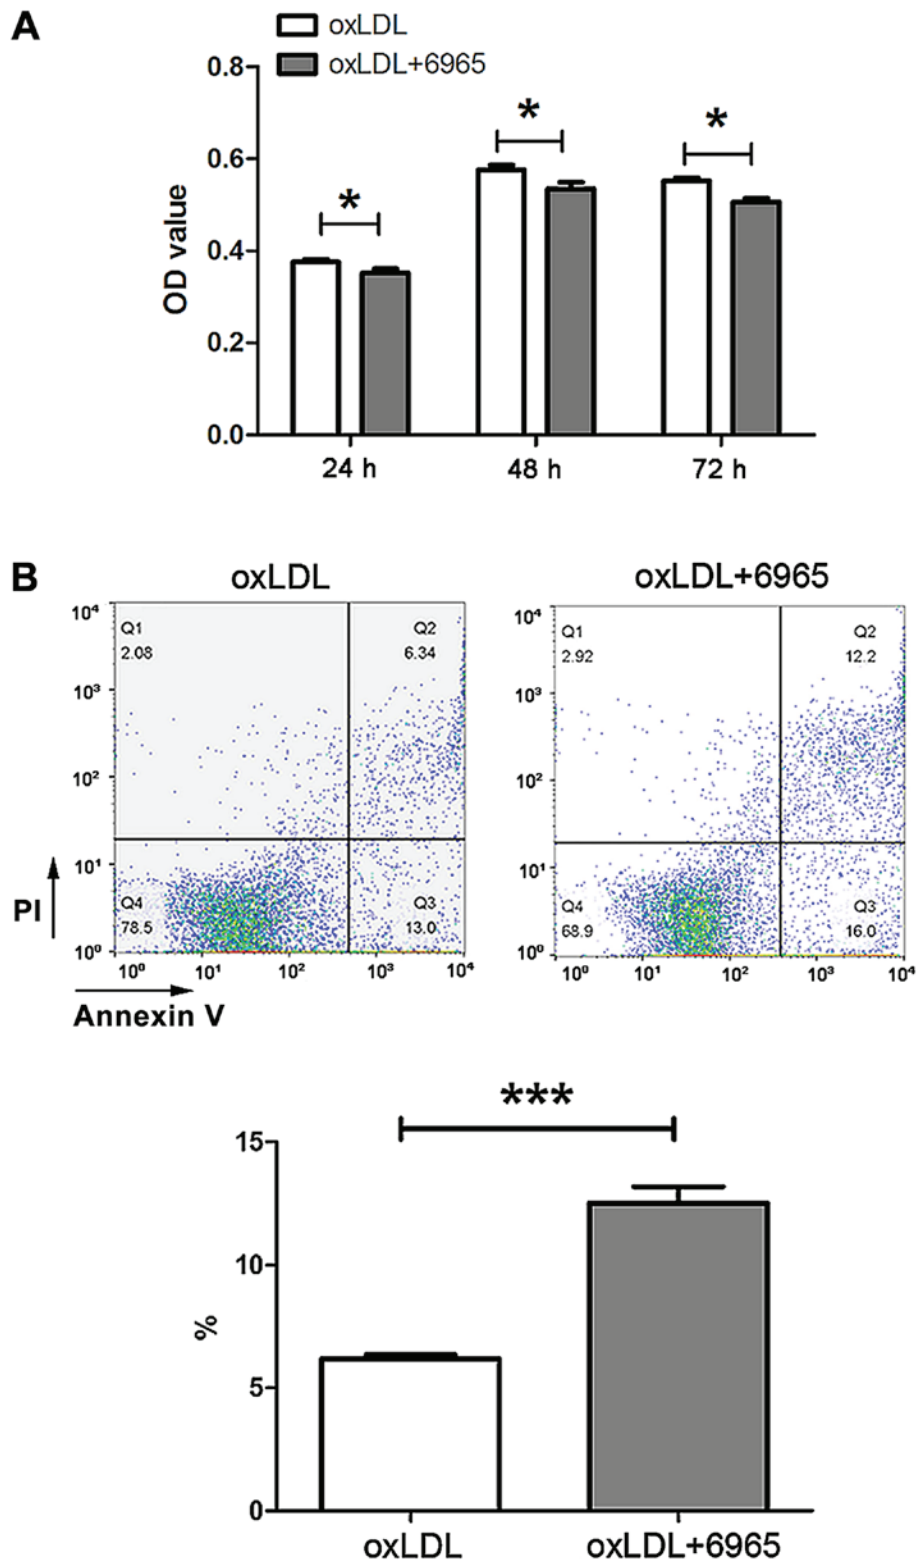 A
oxLDL
oxLDL+6965
0.8
0.6
0.4
0.2
0.0
OD value
*
*
*
24 h
48 h
72 h
B
oxLDL
oxLDL+6965
10⁴
10³
10²
10¹
10⁰
Q1
2.08
Q2
6.34
Q4
78.5
Q3
13.0
10⁰
10¹
10²
10³
10⁴
10⁴
10³
10²
10¹
10⁰
Q1
2.92
Q2
12.2
Q4
68.9
Q3
16.0
10⁰
10¹
10²
10³
10⁴
PI
Annexin V
***
15
10
5
0
%
oxLDL
oxLDL+6965